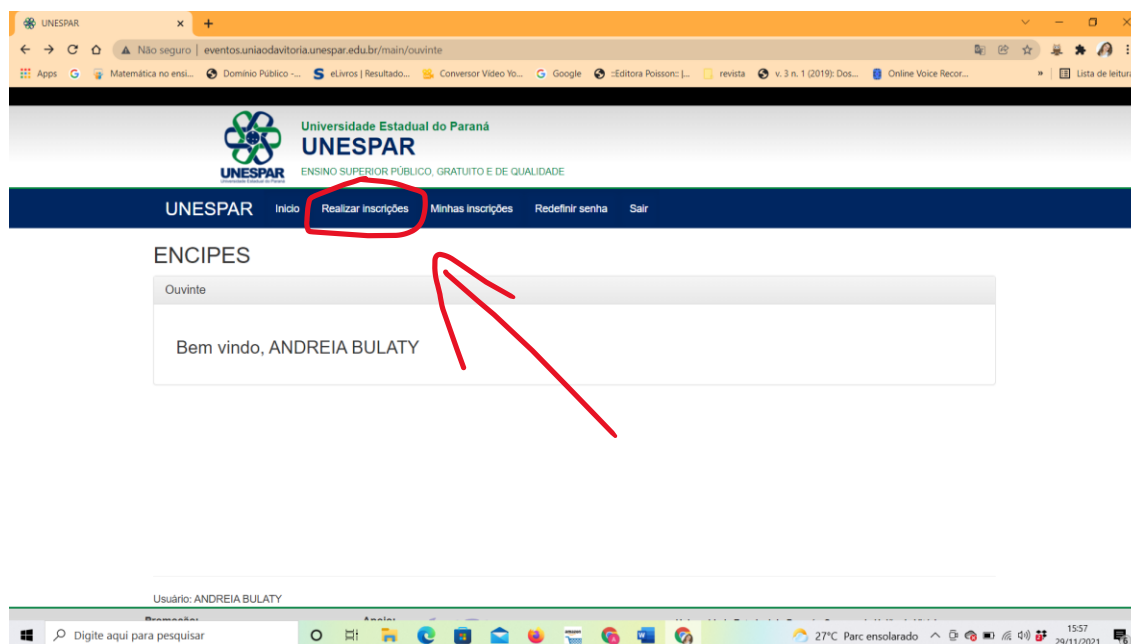 UNESPAR
Não seguro | eventos.uniaodavitoria.unespar.edu.br/main/ouvinte
Apps
Matemática no ensi...
Domínio Público -...
eLivros | Resultado...
Conversor Vídeo Yo...
Google
::Editora Poisson:: |...
revista
v. 3 n. 1 (2019): Dos...
Online Voice Recor...
»
Lista de leitura
Universidade Estadual do Paraná
UNESPAR
ENSINO SUPERIOR PÚBLICO, GRATUITO E DE QUALIDADE
UNESPAR
UNESPAR Inicio Realizar inscrições Minhas inscrições Redefinir senha Sair
ENCIPES
Ouvinte
Bem vindo, ANDREIA BULATY
Usuário: ANDREIA BULATY
Digite aqui para pesquisar
27°C Parc ensolarado
15:57
29/11/2021